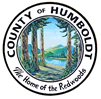 COUNTY OF HUMBOLDT
The Home of the Redwoods